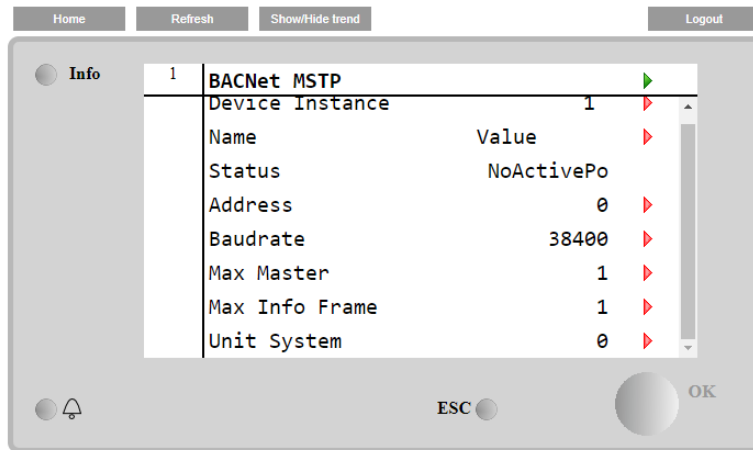 Home Refresh Show/Hide trend Logout
Info
1 BACNet MSTP
Device Instance 1
Name Value
Status NoActivePo
Address 0
Baudrate 38400
Max Master 1
Max Info Frame 1
Unit System 0
ESC OK